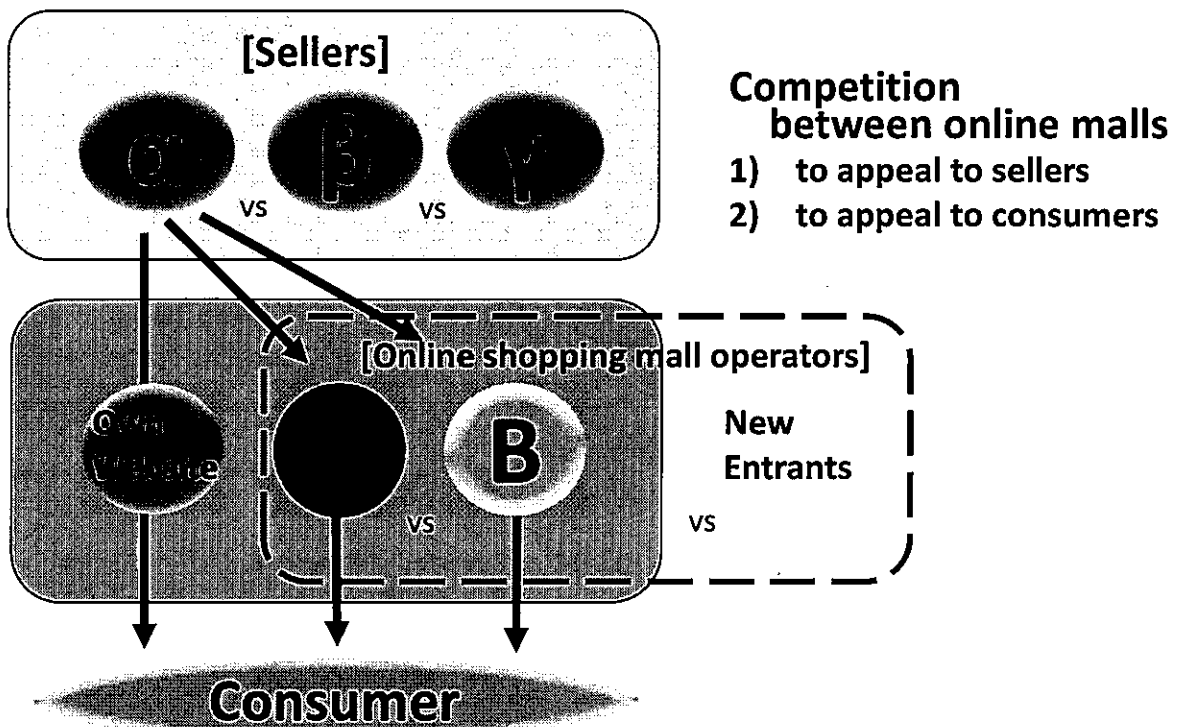 [Sellers]
α
β
γ
vs
vs
Competition
between online malls
1) to appeal to sellers
2) to appeal to consumers
[Online shopping mall operators]
Own
Website
B
New
Entrants
vs
vs
Consumer